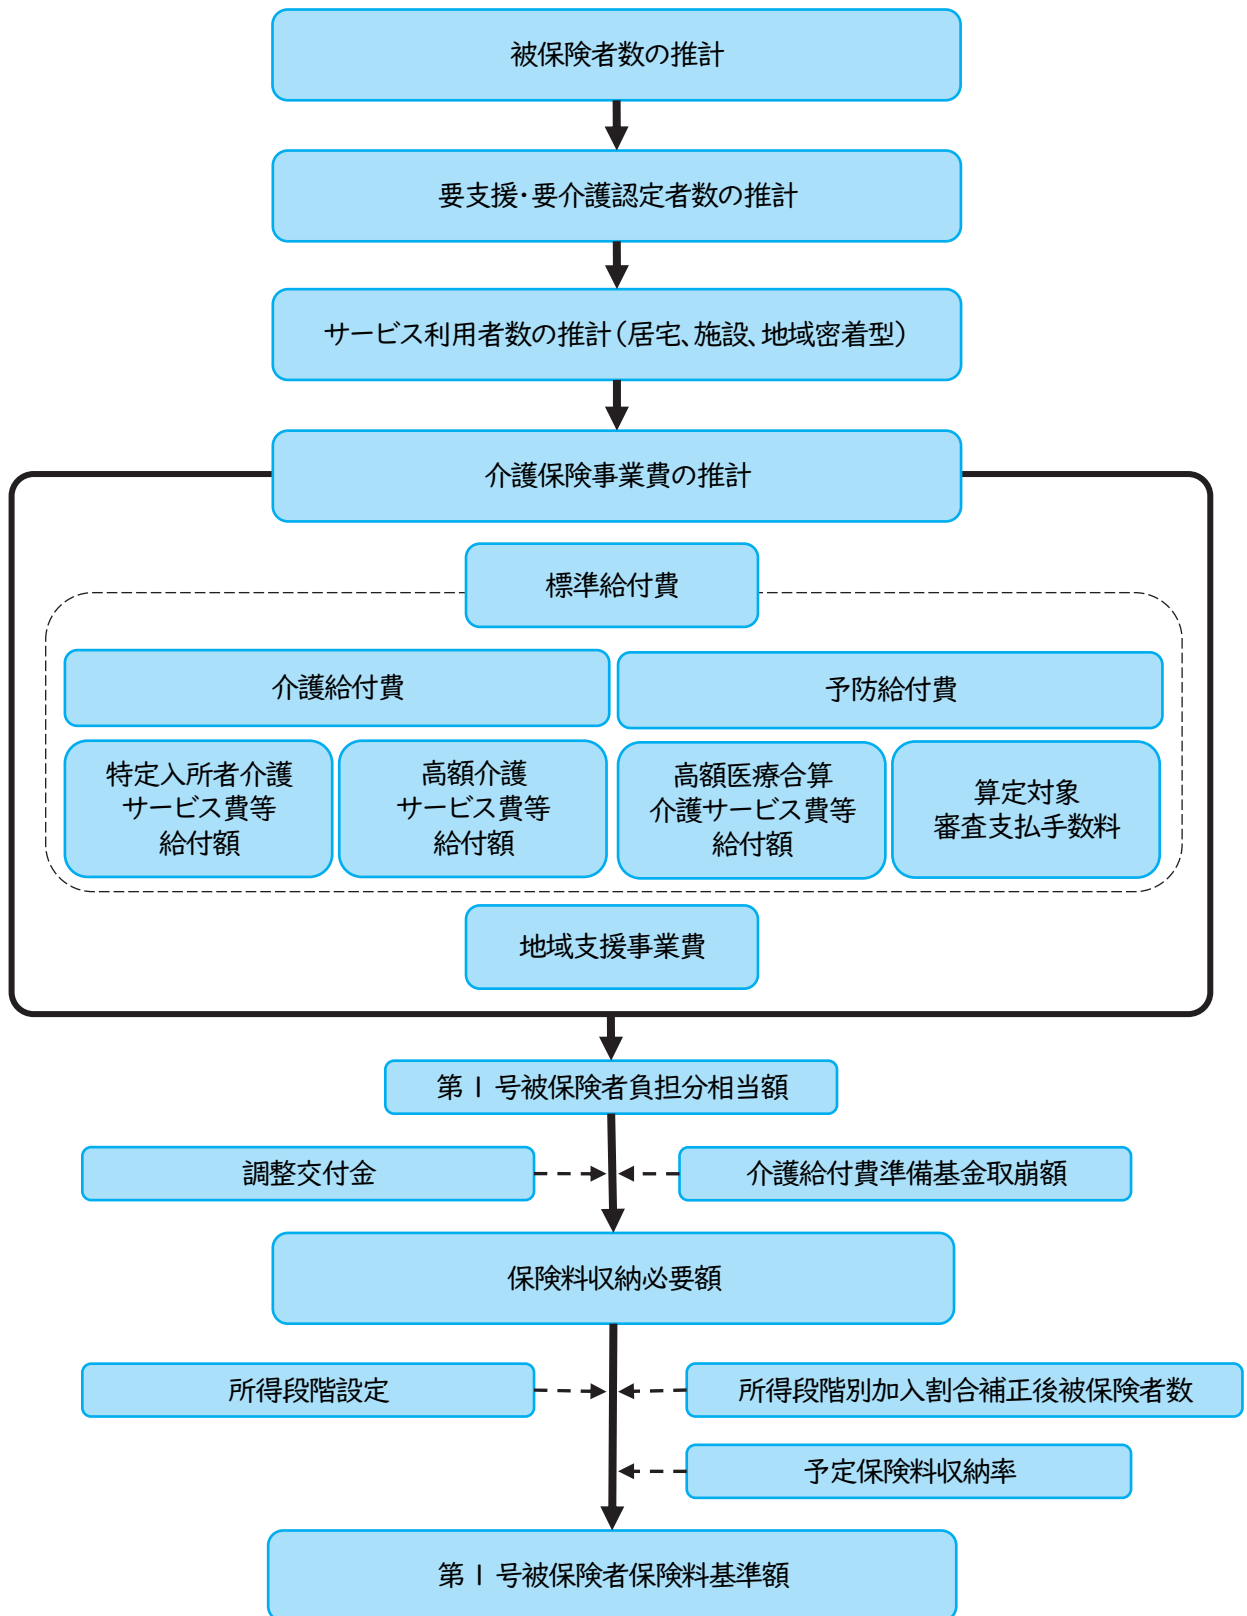 被保険者数の推計
要支援・要介護認定者数の推計
サービス利用者数の推計（居宅、施設、地域密着型）
介護保険事業費の推計
標準給付費
介護給付費
予防給付費
特定入所者介護
サービス費等
給付額
高額介護
サービス費等
給付額
高額医療合算
介護サービス費等
給付額
算定対象
審査支払手数料
地域支援事業費
第１号被保険者負担分相当額
調整交付金
介護給付費準備基金取崩額
保険料収納必要額
所得段階設定
所得段階別加入割合補正後被保険者数
予定保険料収納率
第１号被保険者保険料基準額